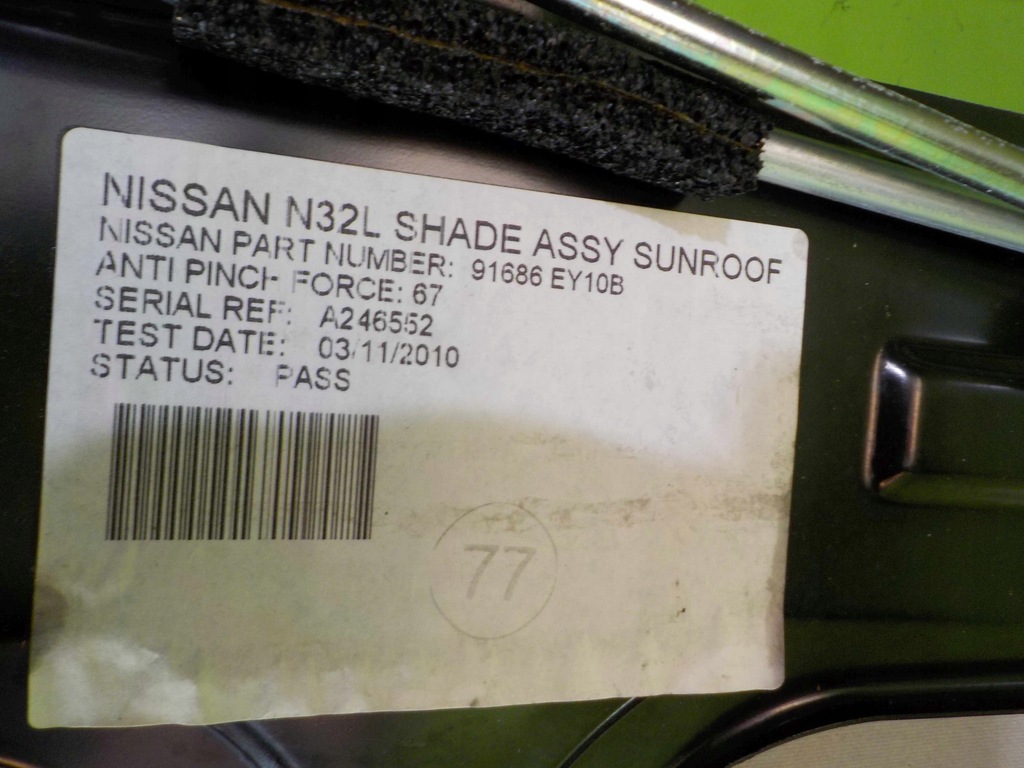 NISSAN N32L SHADE ASSY SUNROOF
NISSAN PART NUMBER: 91686 EY10B
ANTI PINCH FORCE: 67
SERIAL REF: A246552
TEST DATE: 03/11/2010
STATUS: PASS
77